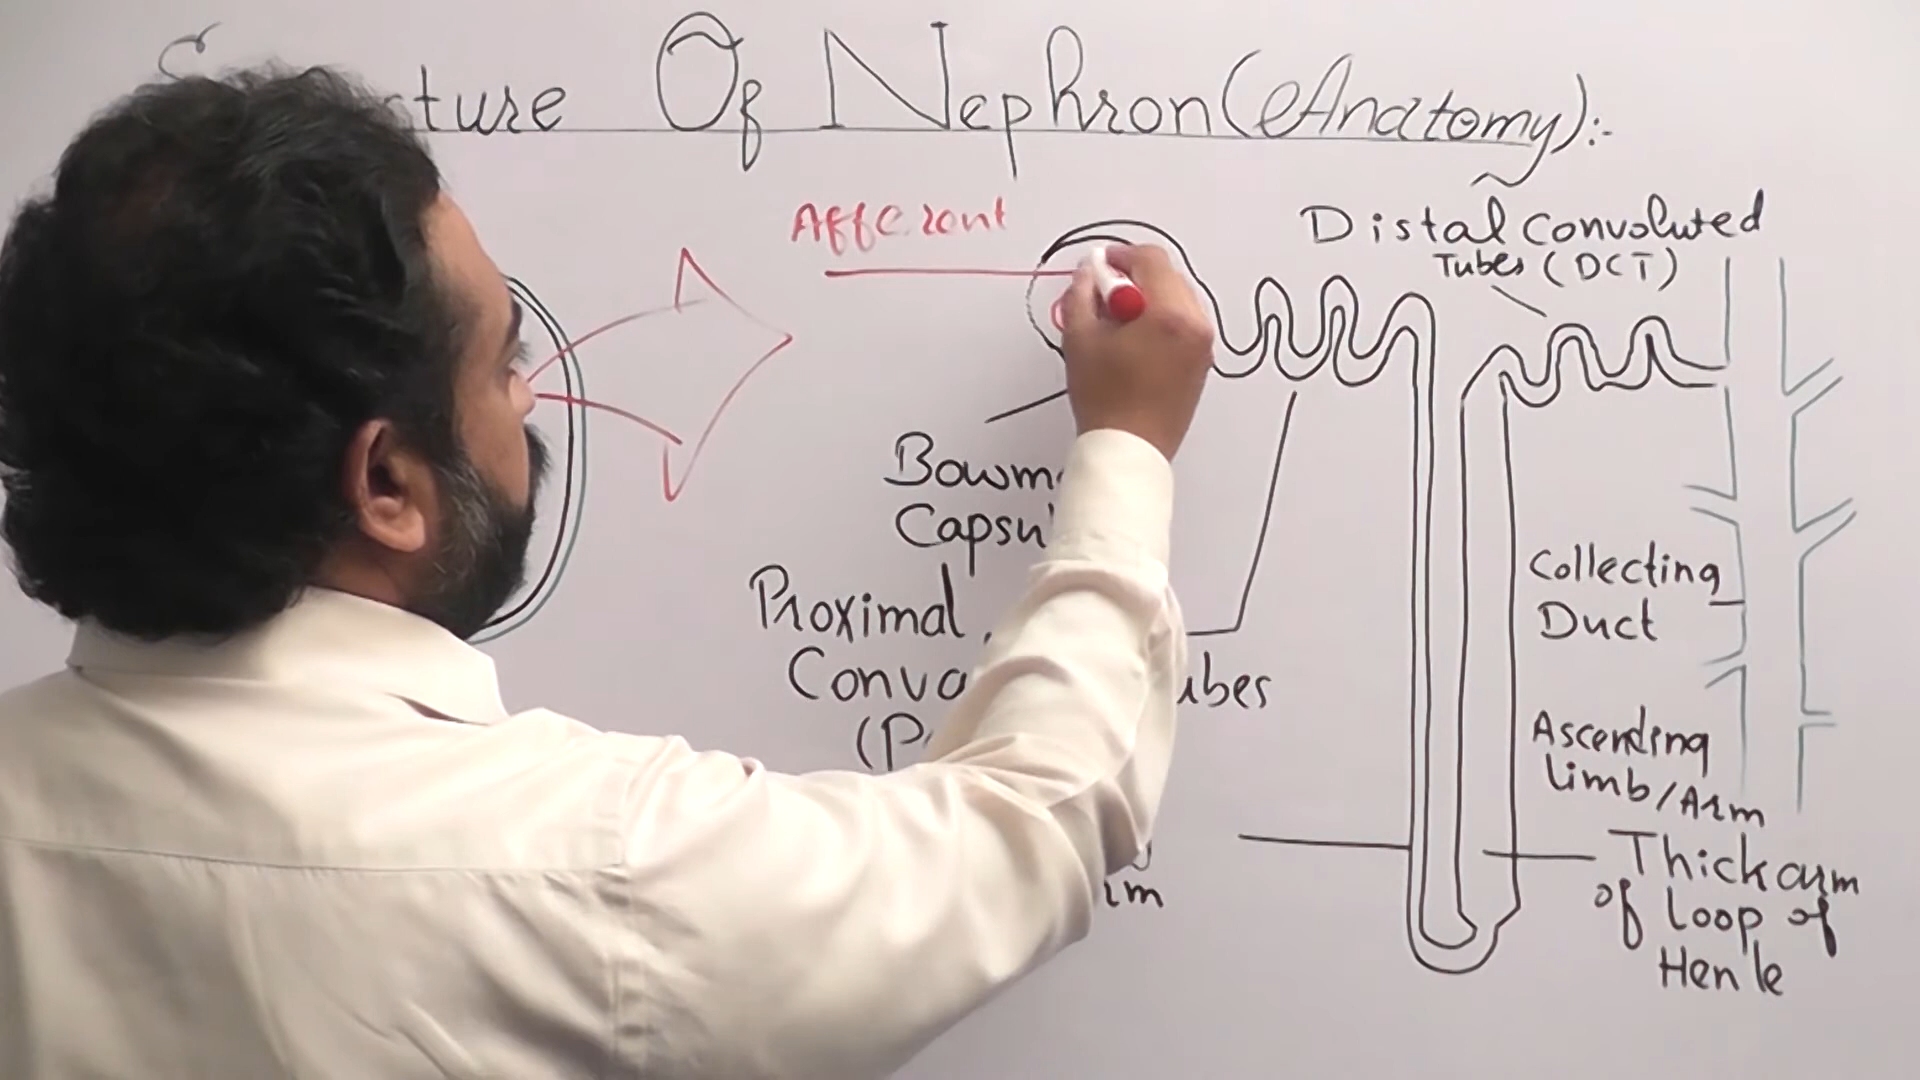 ture Of Nephron (Anatomy):-
Afferent
Distal Convoluted
Tubes (DCT)
Bowm
Capsu
Proximal
Conva ubes
(P
Collecting
Duct
Ascending
limb/Arm
Thick arm
of Loop of
Henle